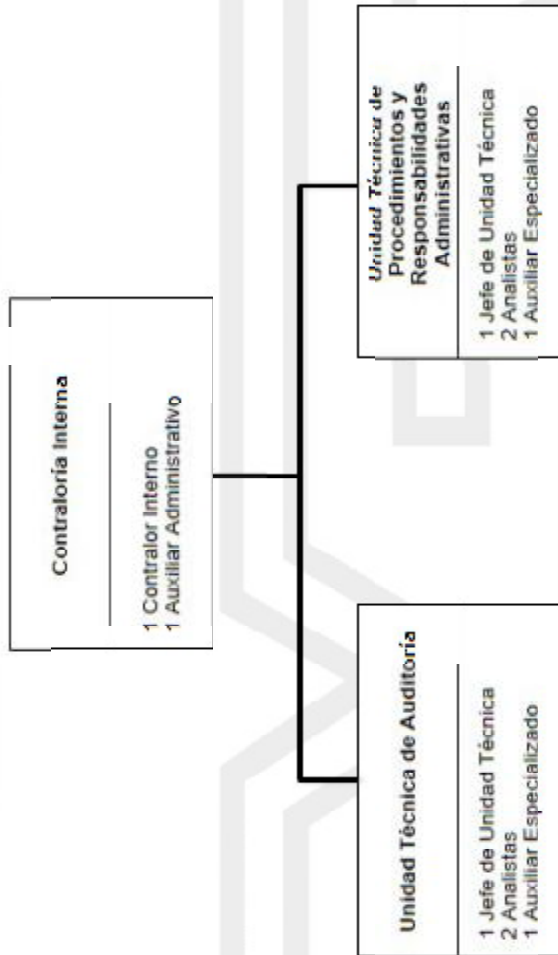 Contraloría Interna
1 Contralor Interno
1 Auxiliar Administrativo
Unidad Técnica de Auditoría
1 Jefe de Unidad Técnica
2 Analistas
1 Auxiliar Especializado
Unidad Técnica de
Procedimientos y
Responsabilidades
Administrativas
1 Jefe de Unidad Técnica
2 Analistas
1 Auxiliar Especializado